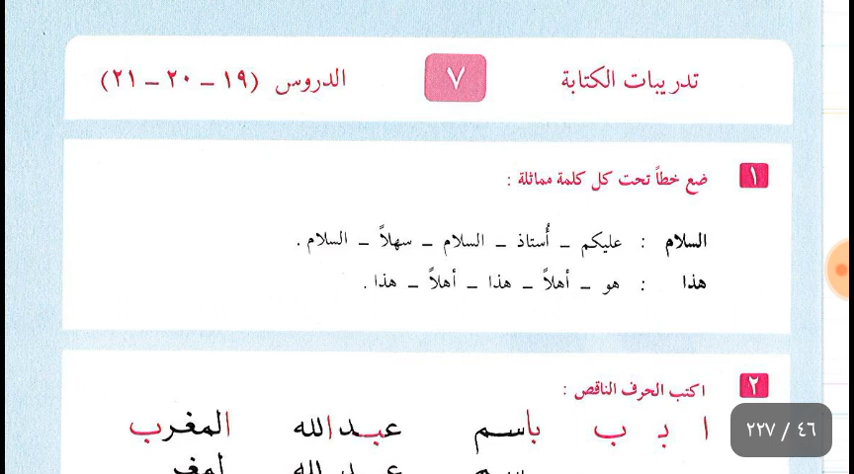 تدريبات الكتابة ٧ الدروس (١٩ – ٢٠ – ٢١)
١ ضع خطاً تحت كل كلمة مماثلة :
السلام : عليكم – أُستاذ – السلام – سهلاً – السلام .
هذا : هو – أهلاً – هذا – أهلاً – هذا .
٢ اكتب الحرف الناقص :
ا بـ ب باسم عبدالله المغرب
٤٦ / ٢٢٧